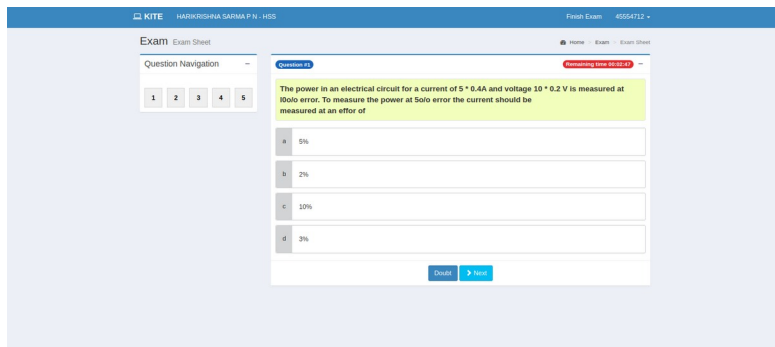 KITE HARIKRISHNA SARMA P N - HSS Finish Exam 45554712
Exam Exam Sheet Home > Exam > Exam Sheet
Question Navigation −
1 2 3 4 5
Question #1 Remaining time 00:02:47 −
The power in an electrical circuit for a current of 5 * 0.4A and voltage 10 * 0.2 V is measured at
l0o/o error. To measure the power at 5o/o error the current should be
measured at an effor of
a 5%
b 2%
c 10%
d 3%
Doubt Next